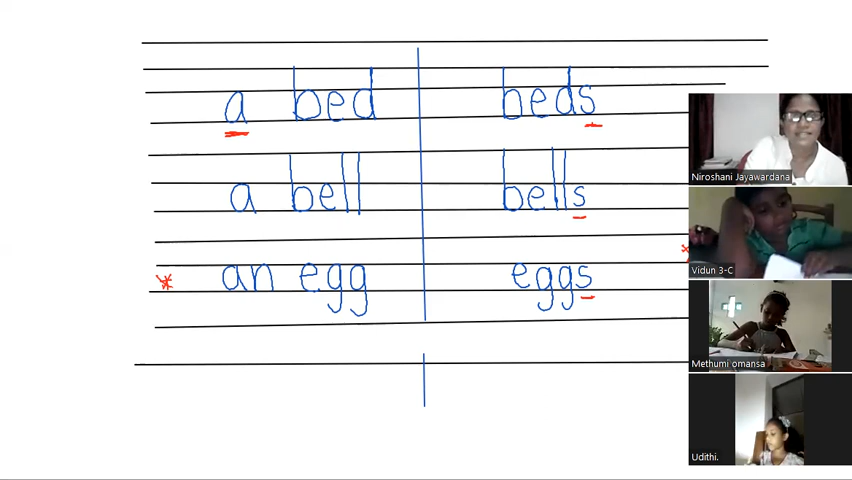 a bed beds
a bell bells
* an egg eggs *
Niroshani Jayawardana
Vidun 3-C
Methumi omansa
Udithi.